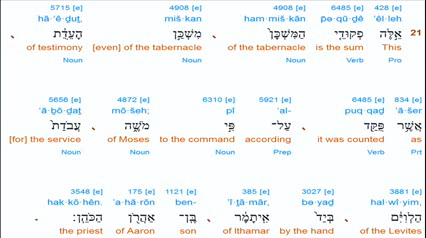 5715 [e] 4908 [e] 4908 [e] 6485 [e] 428 [e]
hā·‘ê·ḏuṯ, miš·kan ham·miš·kān pə·qū·ḏê ’êl·leh
21 אֵ֣לֶּה פְקוּדֵ֤י הַמִּשְׁכָּן֙ , מִשְׁכַּ֣ן הָעֵדֻ֔ת ,
of testimony [even] of the tabernacle of the tabernacle is the sum This
Noun Noun Noun Verb Pro
5656 [e] 4872 [e] 6310 [e] 5921 [e] 6485 [e] 834 [e]
‘ă·ḇō·ḏaṯ mō·šeh; pî ‘al- puq·qaḏ ’ă·šer
אֲשֶׁ֥ר פֻּקַּ֖ד עַל־ פִּ֣י מֹשֶׁ֑ה , עֲבֹדַת֙
[for] the service of Moses to the command according it was counted as
Noun Noun Noun Prep Verb Prt
3548 [e] 175 [e] 1121 [e] 385 [e] 3027 [e] 3881 [e]
hak·kō·hên. ’a·hă·rōn ben- ’î·ṯā·mār, bə·yaḏ hal·wî·yim,
הַלְוִיִּ֔ם , בְּיַד֙ אִֽיתָמָ֔ר , בֶּֽן־ אַהֲרֹ֖ן הַכֹּהֵֽן׃
the priest of Aaron son of Ithamar by the hand of the Levites